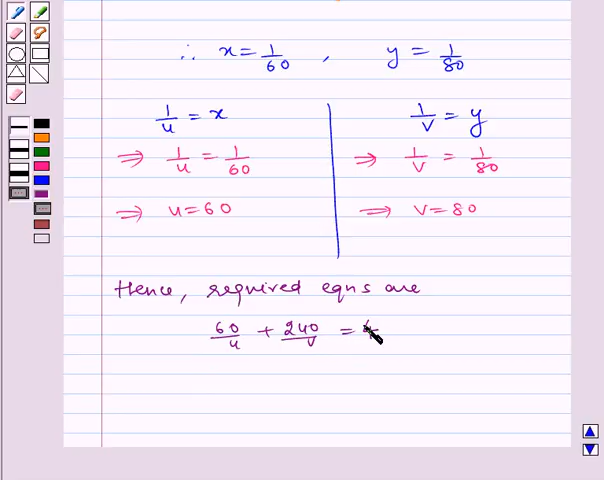 ∴ x = 1/60 , y = 1/80
1/u = x
⇒ 1/u = 1/60
⇒ u = 60
1/v = y
⇒ 1/v = 1/80
⇒ v = 80
Hence, required eqns are
60/u + 240/v =